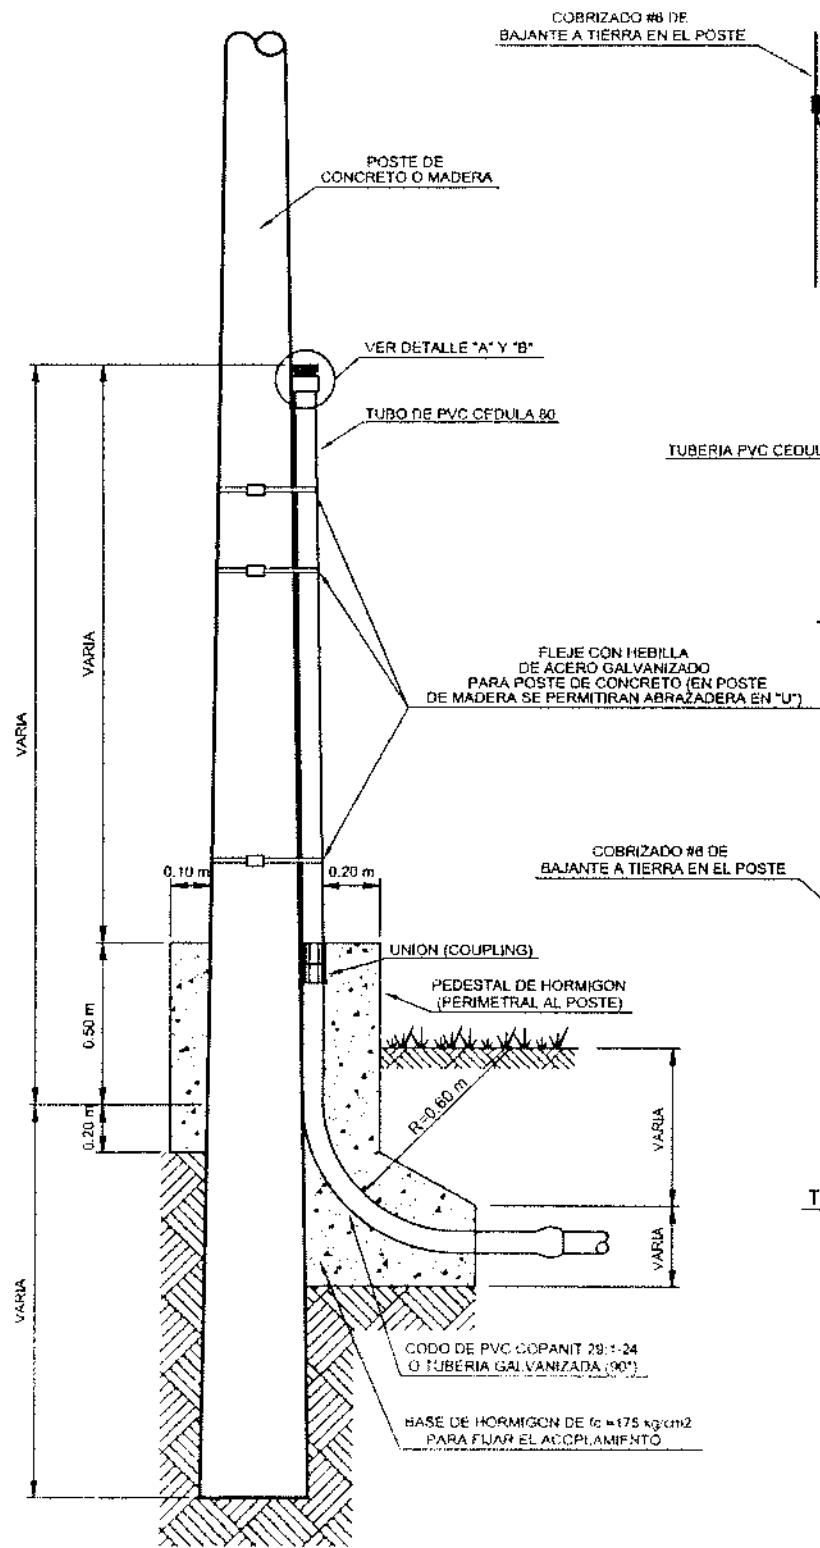 COBRIZADO #6 DE
BAJANTE A TIERRA EN EL POSTE
POSTE DE
CONCRETO O MADERA
VER DETALLE "A" Y "B"
TUBO DE PVC CEDULA 80
TUBERIA PVC CEDUL
VARIA
VARIA
FLEJE CON HEBILLA
DE ACERO GALVANIZADO
PARA POSTE DE CONCRETO (EN POSTE
DE MADERA SE PERMITIRAN ABRAZADERA EN "U")
COBRIZADO #6 DE
BAJANTE A TIERRA EN EL POSTE
0.10 m
0.20 m
UNION (COUPLING)
PEDESTAL DE HORMIGON
(PERIMETRAL AL POSTE)
0.50 m
R=0.60 m
0.20 m
VARIA
T
VARIA
VARIA
CODO DE PVC COPANIT 29:1-24
O TUBERIA GALVANIZADA (90°)
BASE DE HORMIGON DE fc =175 kg/cm2
PARA FIJAR EL ACOPLAMIENTO